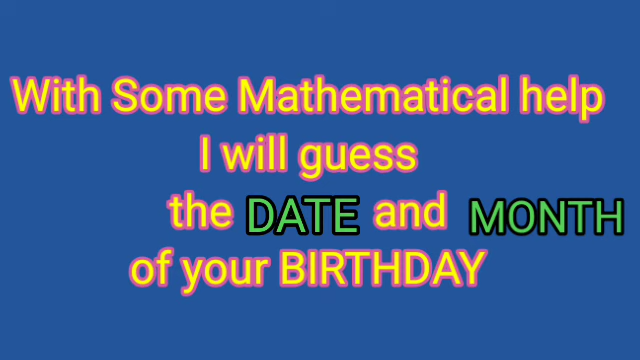 With Some Mathematical help
I will guess
the DATE and MONTH
of your BIRTHDAY